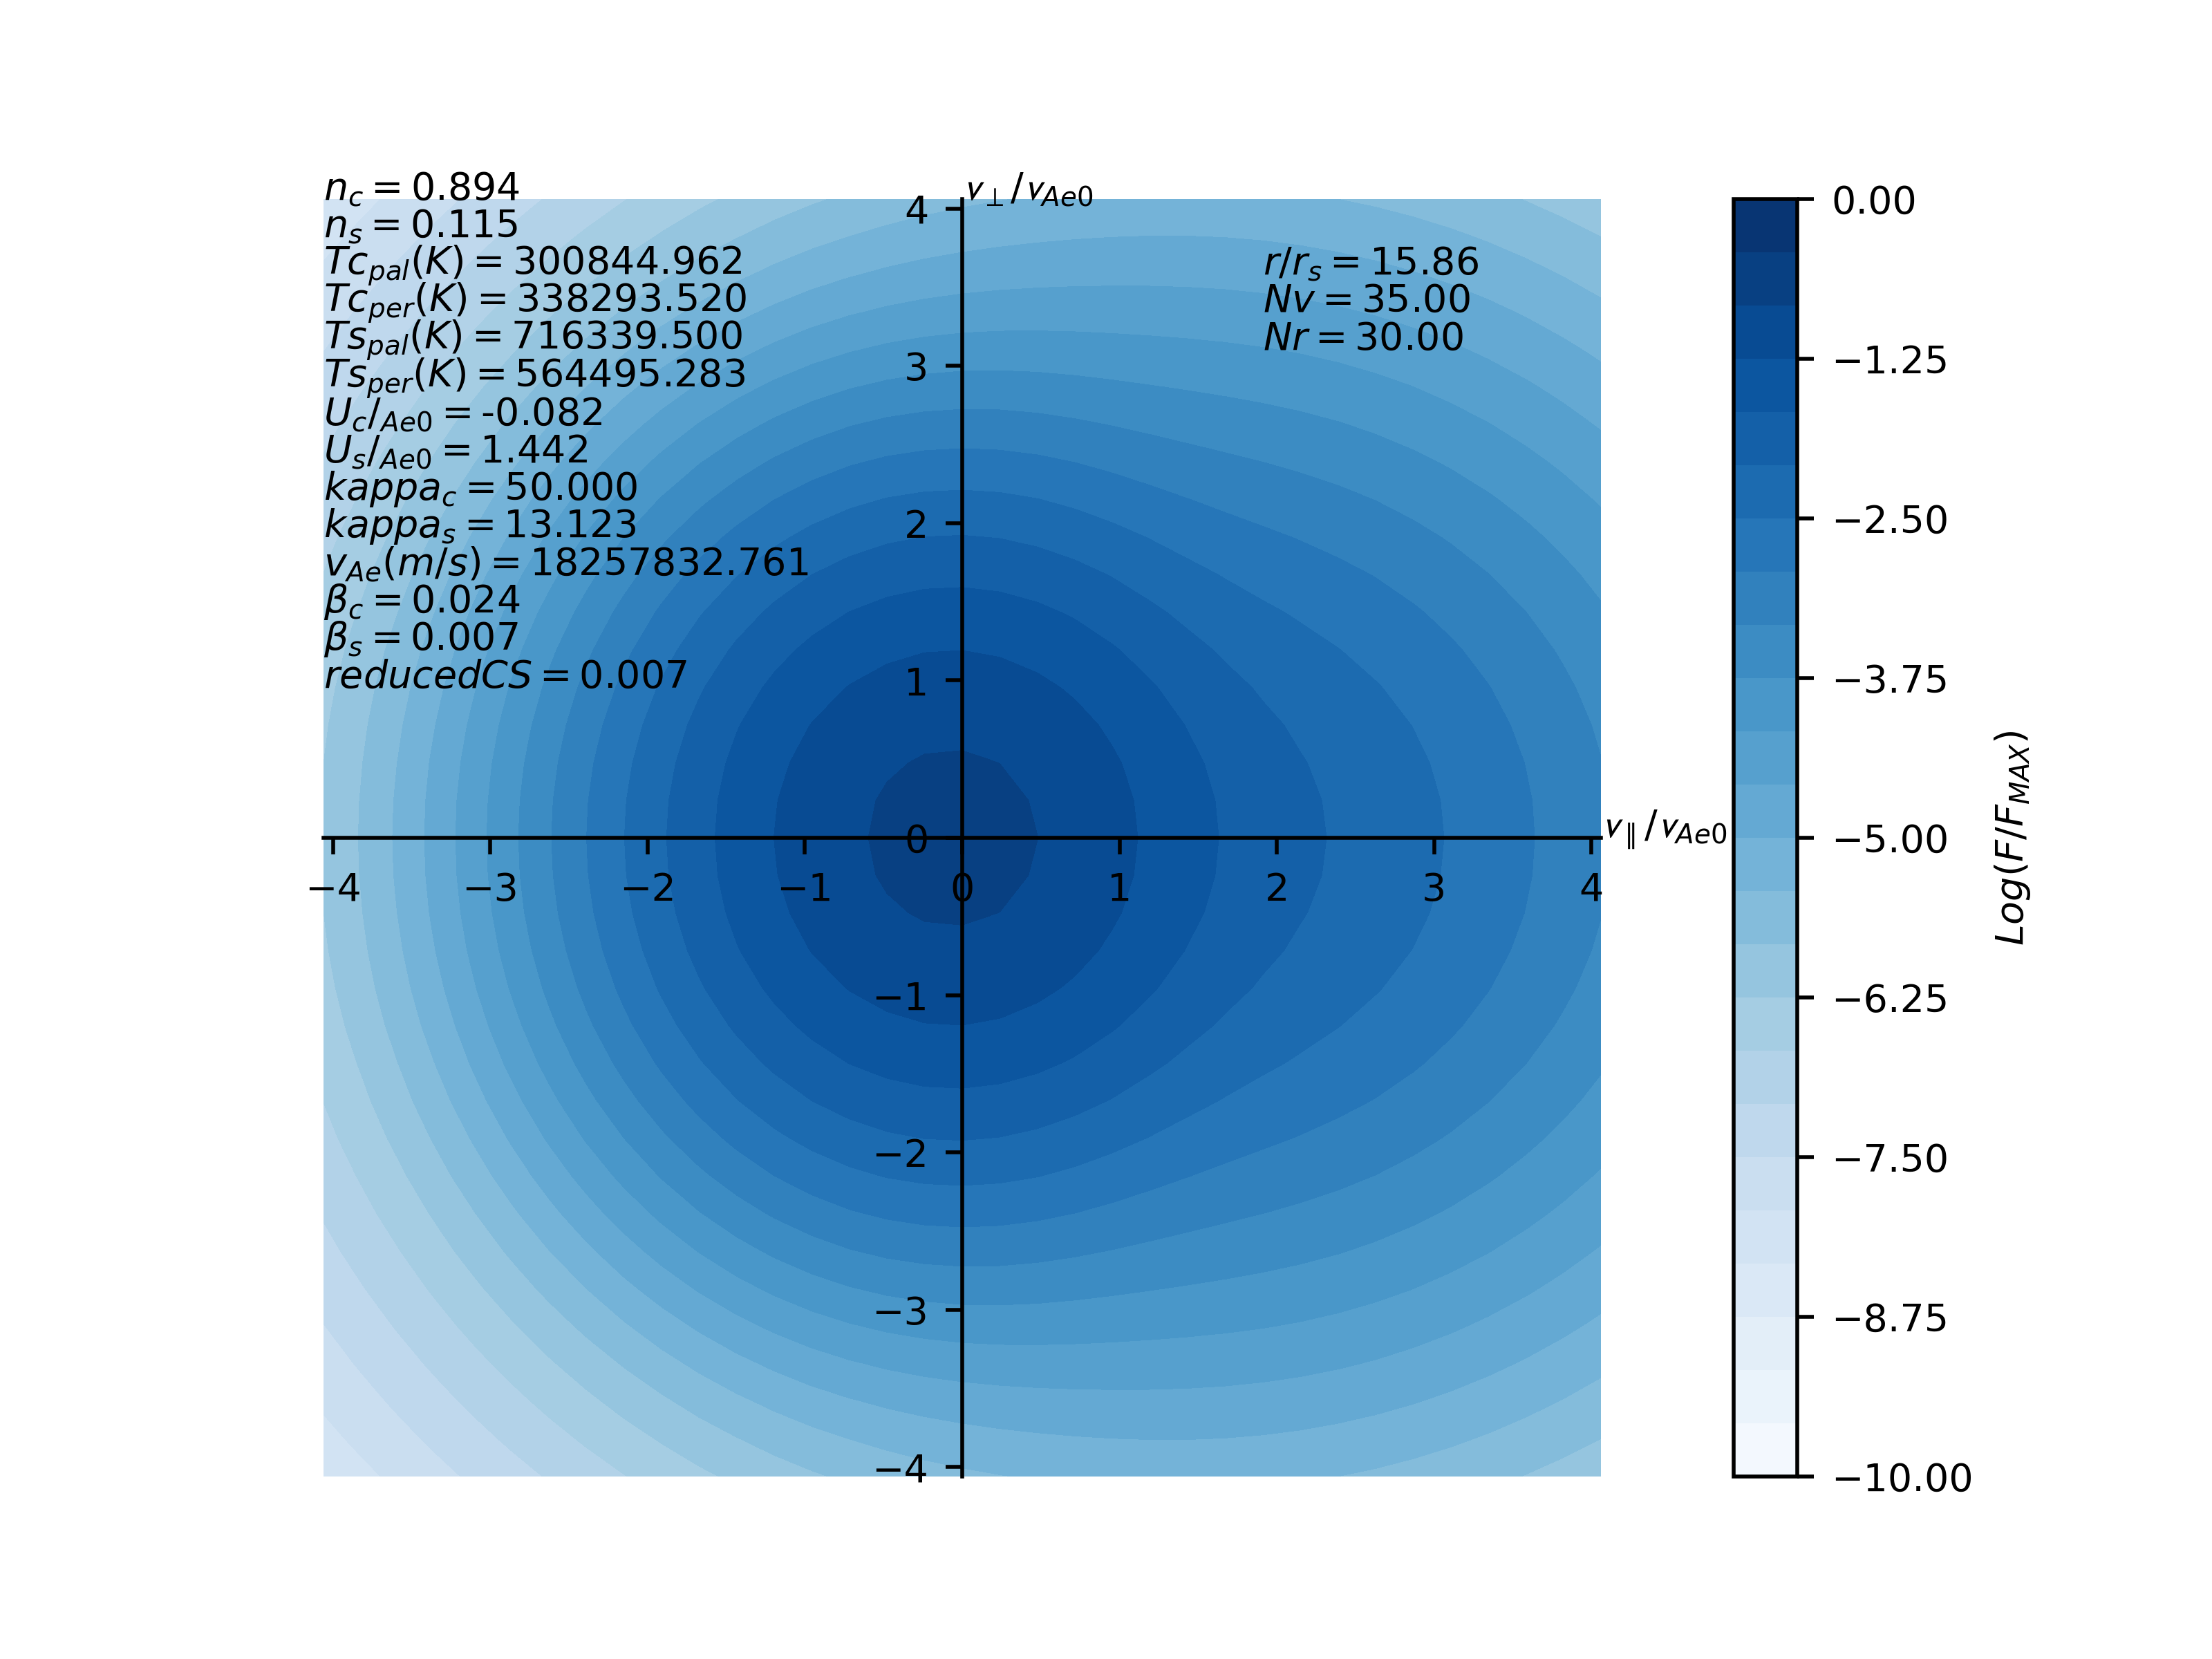 n_c = 0.894
n_s = 0.115
Tc_pal(K) = 300844.962
Tc_per(K) = 338293.520
Ts_pal(K) = 716339.500
Ts_per(K) = 564495.283
U_c/_Ae0 = -0.082
U_s/_Ae0 = 1.442
kappa_c = 50.000
kappa_s = 13.123
v_Ae(m/s) = 18257832.761
β_c = 0.024
β_s = 0.007
reducedCS = 0.007
v_⊥/v_Ae0
r/r_s = 15.86
Nv = 35.00
Nr = 30.00
4
3
2
1
0
−1
−2
−3
−4
−4 −3 −2 −1 0 1 2 3 4
v_∥/v_Ae0
0.00
−1.25
−2.50
−3.75
−5.00
−6.25
−7.50
−8.75
−10.00
Log(F/F_MAX)